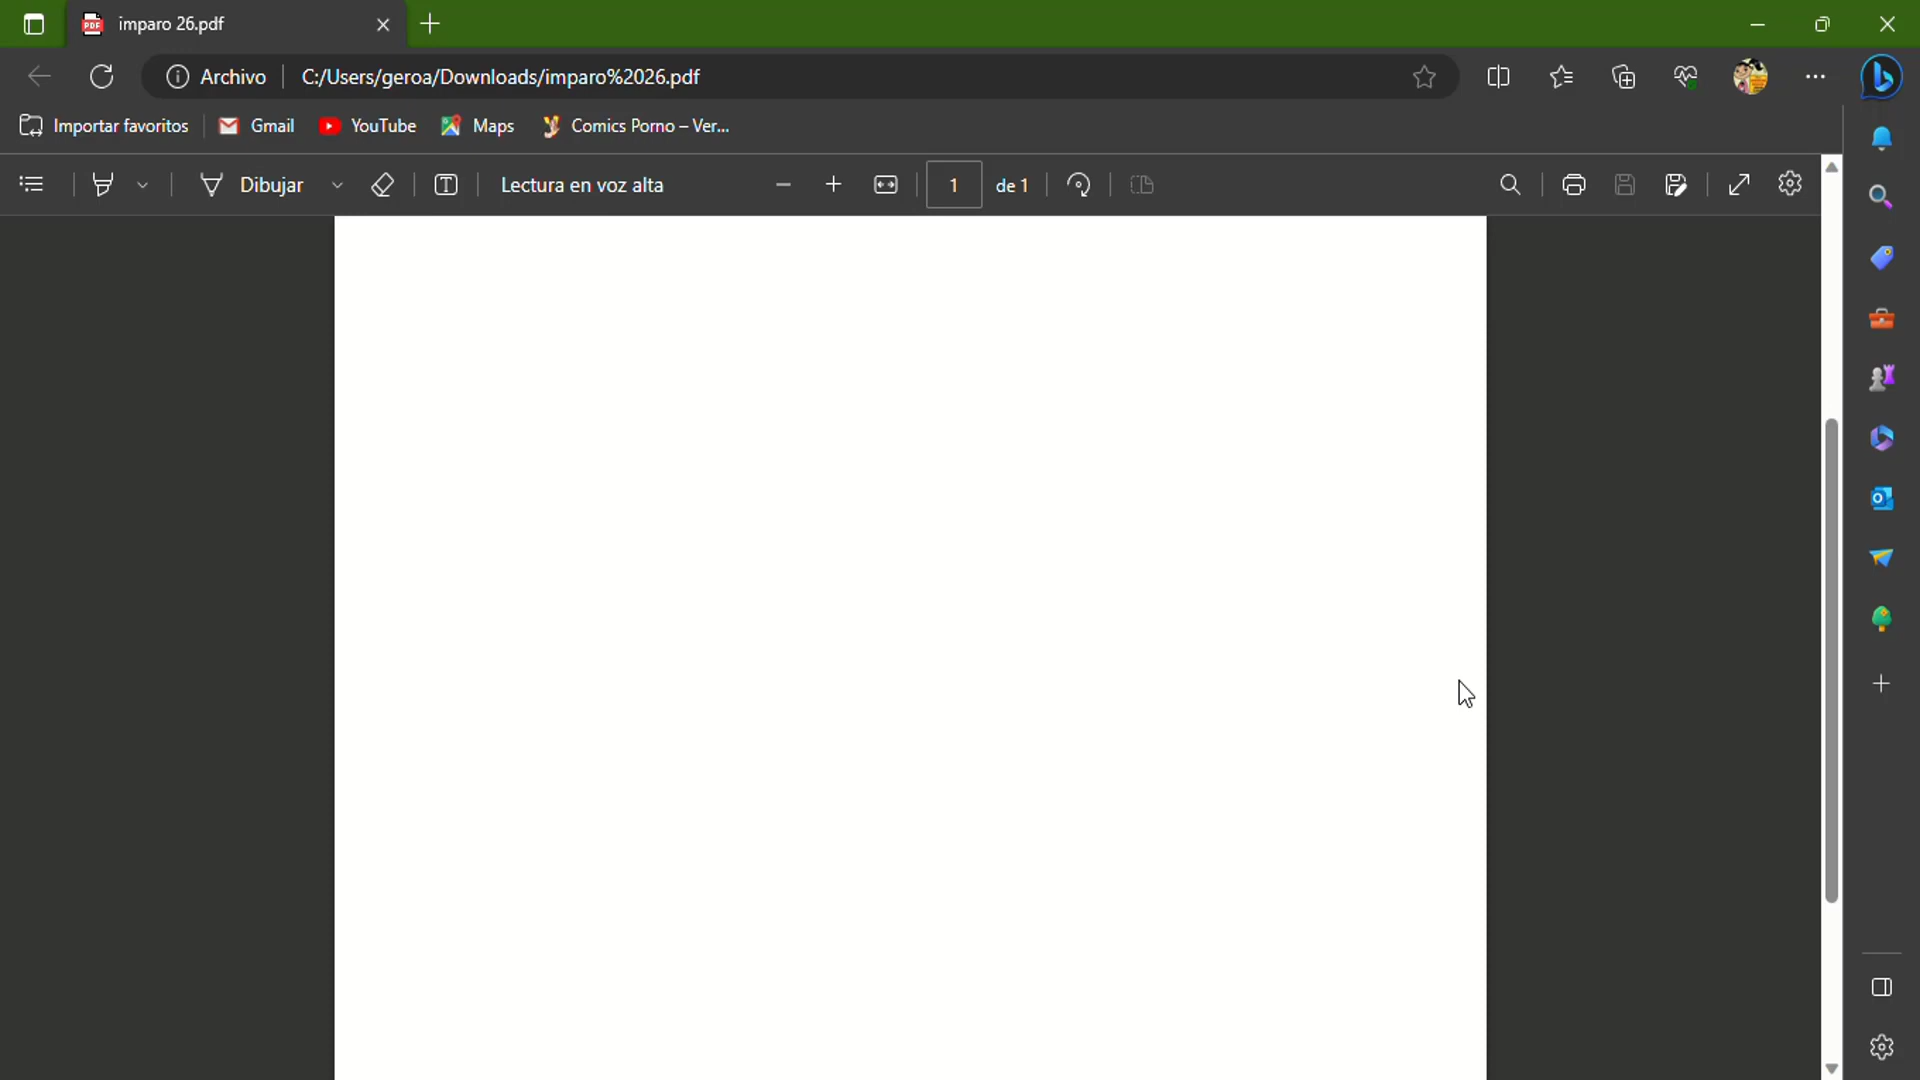 imparo 26.pdf
Archivo C:/Users/geroa/Downloads/imparo%2026.pdf
Importar favoritos Gmail YouTube Maps Comics Porno – Ver...
Dibujar Lectura en voz alta 1 de 1